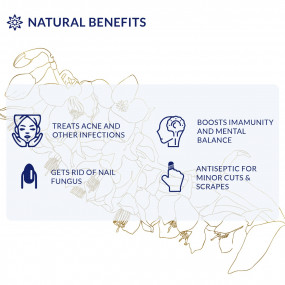 NATURAL BENEFITS
TREATS ACNE AND
OTHER INFECTIONS
BOOSTS IMAMUNITY
AND MENTAL
BALANCE
GETS RID OF NAIL
FUNGUS
ANTISEPTIC FOR
MINOR CUTS &
SCRAPES